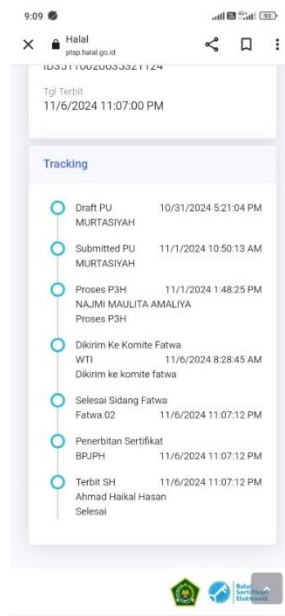 9:09
Halal
ptsp.halal.go.id
Tgl Terbit
11/6/2024 11:07:00 PM
Tracking
Draft PU 10/31/2024 5:21:04 PM
MURTASIYAH
Submitted PU 11/1/2024 10:50:13 AM
MURTASIYAH
Proses P3H 11/1/2024 1:48:25 PM
NAJMI MAULITA AMALIYA
Proses P3H
Dikirim Ke Komite Fatwa
WTI 11/6/2024 8:28:45 AM
Dikirim ke komite fatwa
Selesai Sidang Fatwa
Fatwa.02 11/6/2024 11:07:12 PM
Penerbitan Sertifikat
BPJPH 11/6/2024 11:07:12 PM
Terbit SH 11/6/2024 11:07:12 PM
Ahmad Haikal Hasan
Selesai
Balai
Sertifikasi
Elektronik